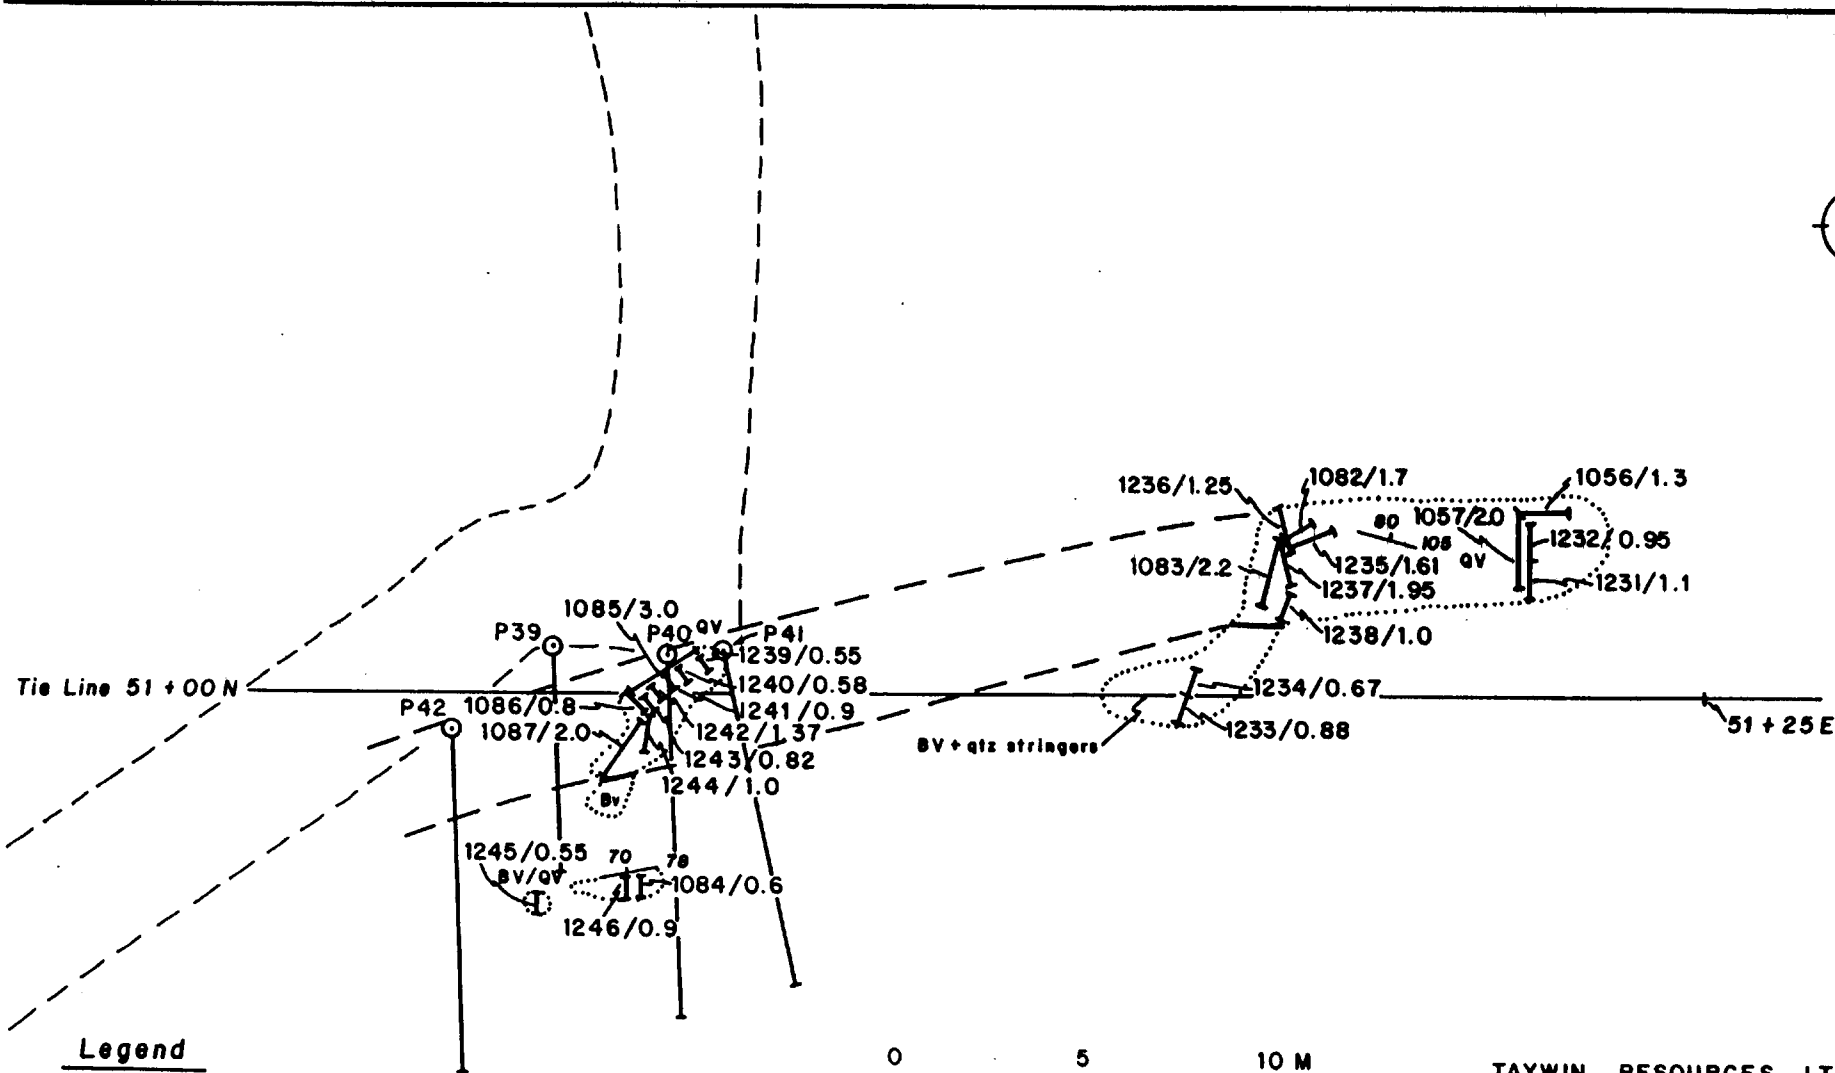 1236/1.25
1082/1.7
1056/1.3
80
1057/2.0
105
QV
1232/0.95
1083/2.2
1235/1.61
1237/1.95
1231/1.1
1238/1.0
1085/3.0
P39
P40
QV
P41
1239/0.55
Tie Line 51+00N
1240/0.58
1234/0.67
P42
1086/0.8
1241/0.9
51+25E
1087/2.0
1242/1.37
1233/0.88
BV + qtz stringers
1243/0.82
1244/1.0
Bv
1245/0.55
70
78
BV/QV
1084/0.6
1246/0.9
Legend
0 5 10 M
TAYWIN RESOURCES LT